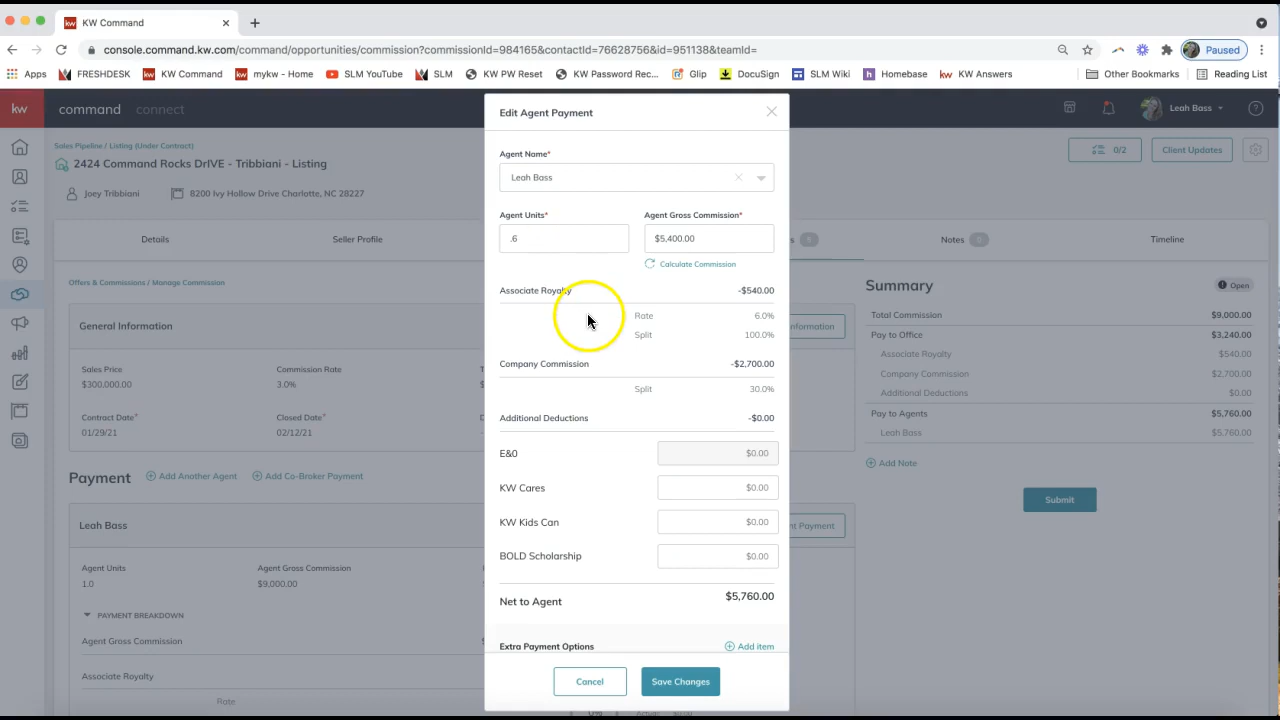 KW Command
console.command.kw.com/command/opportunities/commission?commissionId=984165&contactId=76628756&id=951138&teamId=
Paused
Apps FRESHDESK KW Command mykw - Home SLM YouTube SLM KW PW Reset KW Password Rec... Glip DocuSign SLM Wiki Homebase KW Answers Other Bookmarks Reading List
kw command connect Leah Bass
Sales Pipeline / Listing (Under Contract)
2424 Command Rocks DrIVE - Tribbiani - Listing
0/2 Client Updates
Joey Tribbiani 8200 Ivy Hollow Drive Charlotte, NC 28227
Details Seller Profile Notes Timeline
Offers & Commissions / Manage Commission
General Information
Sales Price Commission Rate
$300,000.00 3.0%
Contract Date* Closed Date*
01/29/21 02/12/21
Payment Add Another Agent Add Co-Broker Payment
Leah Bass
Agent Units Agent Gross Commission
1.0 $9,000.00
PAYMENT BREAKDOWN
Agent Gross Commission
Associate Royalty
Rate
Edit Agent Payment
Agent Name*
Leah Bass
Agent Units* Agent Gross Commission*
.6 $5,400.00
Calculate Commission
Associate Royalty -$540.00
Rate 6.0%
Split 100.0%
Company Commission -$2,700.00
Split 30.0%
Additional Deductions -$0.00
E&0 $0.00
KW Cares $0.00
KW Kids Can $0.00
BOLD Scholarship $0.00
Net to Agent $5,760.00
Extra Payment Options Add item
Cancel Save Changes
Summary Open
Total Commission $9,000.00
Pay to Office $3,240.00
Associate Royalty $540.00
Company Commission $2,700.00
Additional Deductions $0.00
Pay to Agents $5,760.00
Leah Bass $5,760.00
Add Note
Submit